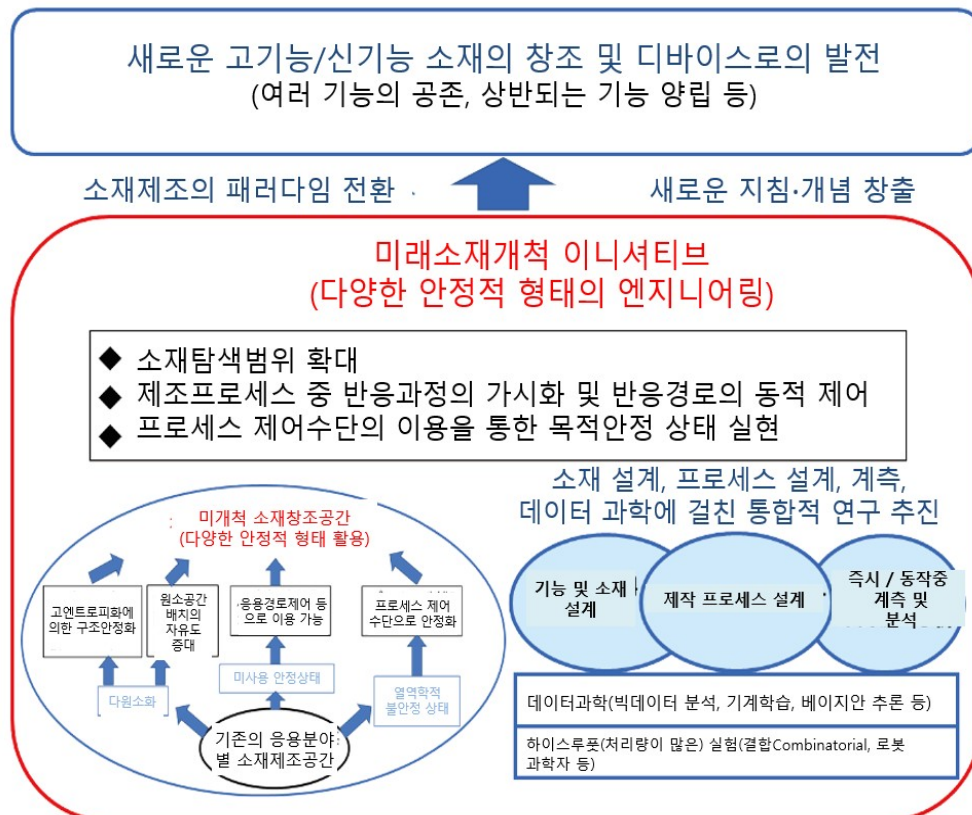 새로운 고기능/신기능 소재의 창조 및 디바이스로의 발전
(여러 기능의 공존, 상반되는 기능 양립 등)
소재제조의 패러다임 전환
새로운 지침·개념 창출
미래소재개척 이니셔티브
(다양한 안정적 형태의 엔지니어링)
◆ 소재탐색범위 확대
◆ 제조프로세스 중 반응과정의 가시화 및 반응경로의 동적 제어
◆ 프로세스 제어수단의 이용을 통한 목적안정 상태 실현
미개척 소재창조공간
(다양한 안정적 형태 활용)
고엔트로피화에
의한 구조안정화
원소공간
배치의
자유도
증대
응용경로제어 등
으로 이용 가능
프로세스 제어
수단으로 안정화
다원소화
미사용 안정상태
열역학적
불안정 상태
기존의 응용분야
별 소재제조공간
소재 설계, 프로세스 설계, 계측,
데이터 과학에 걸친 통합적 연구 추진
기능 및 소재
설계
제작 프로세스 설계
즉시 / 동작중
계측 및
분석
데이터과학(빅데이터 분석, 기계학습, 베이지안 추론 등)
하이스루풋(처리량이 많은) 실험(결합Combinatorial, 로봇
과학자 등)